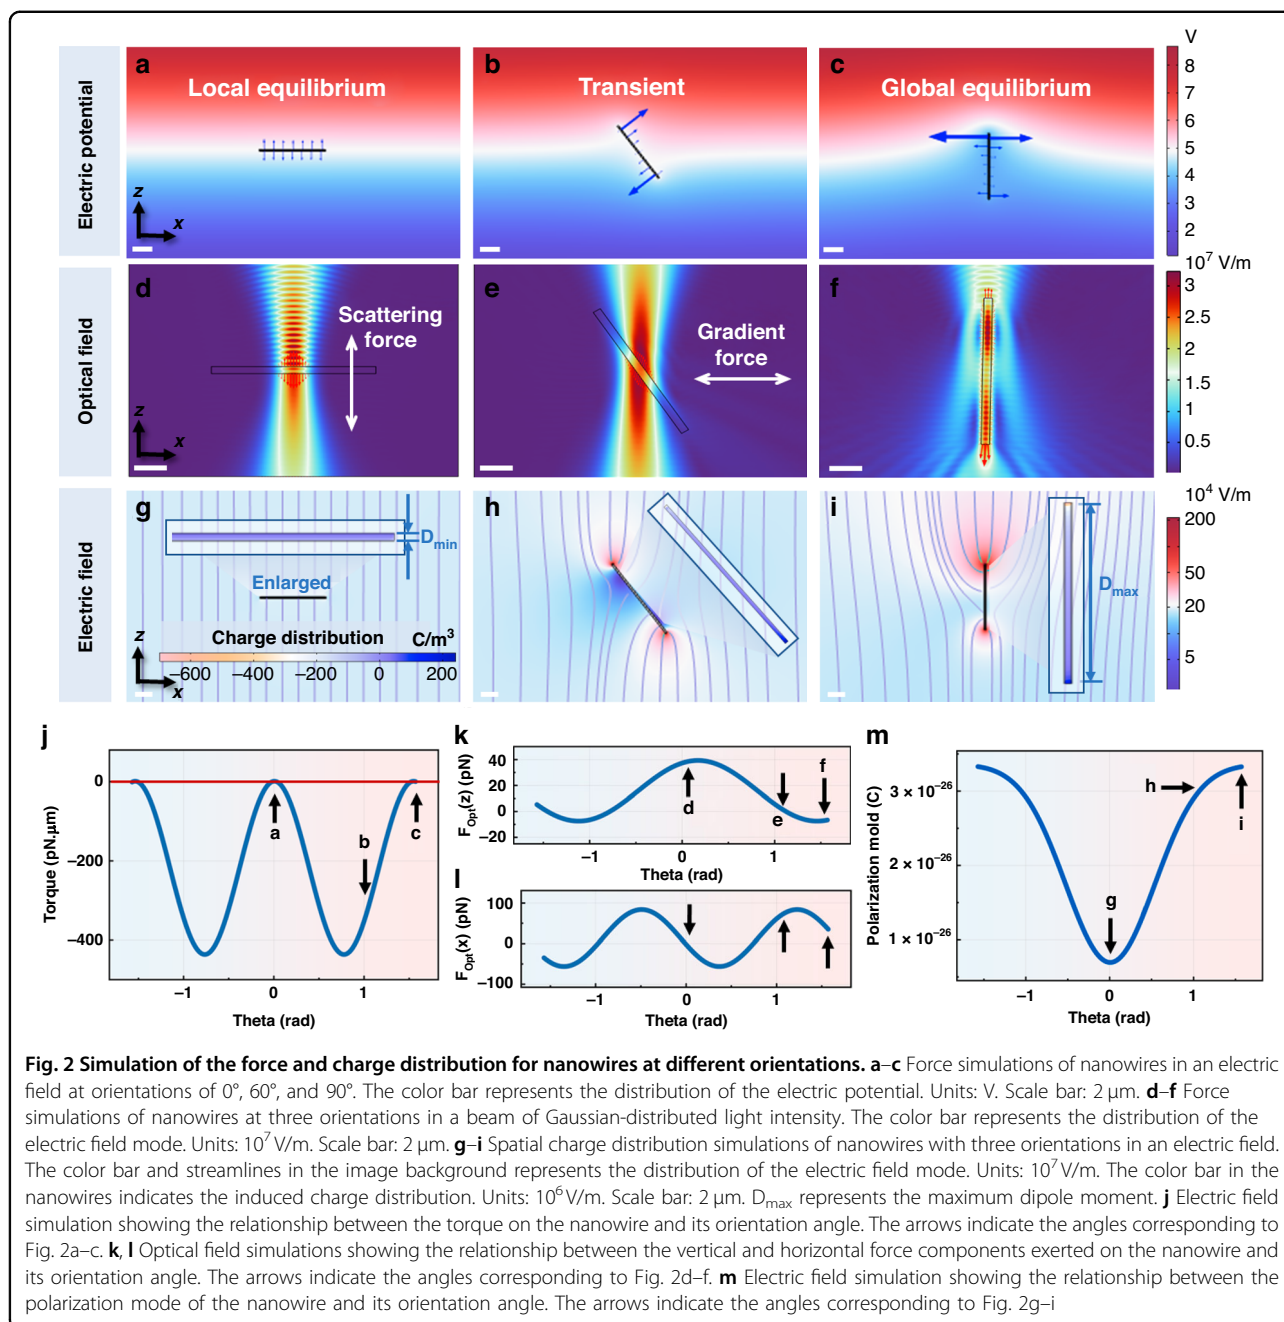 V
a
b
c
Local equilibrium
Transient
Global equilibrium
Electric potential
z
x
8
7
6
5
4
3
2
10⁷ V/m
d
e
f
Scattering
force
Gradient
force
Optical field
z
x
3
2.5
2
1.5
1
0.5
10⁴ V/m
g
h
i
D_min
D_max
Enlarged
Charge distribution
C/m³
−600
−400
−200
0
200
Electric field
z
x
200
50
20
5
j
Torque (pN.μm)
0
−200
−400
a
b
c
−1
0
1
Theta (rad)
k
F_Opt(z) (pN)
40
20
0
−20
d
e
f
−1
0
1
Theta (rad)
l
F_Opt(x) (pN)
100
0
−100
−1
0
1
Theta (rad)
m
Polarization mold (C)
3 × 10⁻²⁶
2 × 10⁻²⁶
1 × 10⁻²⁶
g
h
i
−1
0
1
Theta (rad)
Fig. 2 Simulation of the force and charge distribution for nanowires at different orientations. a–c Force simulations of nanowires in an electric
field at orientations of 0°, 60°, and 90°. The color bar represents the distribution of the electric potential. Units: V. Scale bar: 2 μm. d–f Force
simulations of nanowires at three orientations in a beam of Gaussian-distributed light intensity. The color bar represents the distribution of the
electric field mode. Units: 10⁷ V/m. Scale bar: 2 μm. g–i Spatial charge distribution simulations of nanowires with three orientations in an electric field.
The color bar and streamlines in the image background represents the distribution of the electric field mode. Units: 10⁷ V/m. The color bar in the
nanowires indicates the induced charge distribution. Units: 10⁶ V/m. Scale bar: 2 μm. D_max represents the maximum dipole moment. j Electric field
simulation showing the relationship between the torque on the nanowire and its orientation angle. The arrows indicate the angles corresponding to
Fig. 2a–c. k, l Optical field simulations showing the relationship between the vertical and horizontal force components exerted on the nanowire and
its orientation angle. The arrows indicate the angles corresponding to Fig. 2d–f. m Electric field simulation showing the relationship between the
polarization mode of the nanowire and its orientation angle. The arrows indicate the angles corresponding to Fig. 2g–i